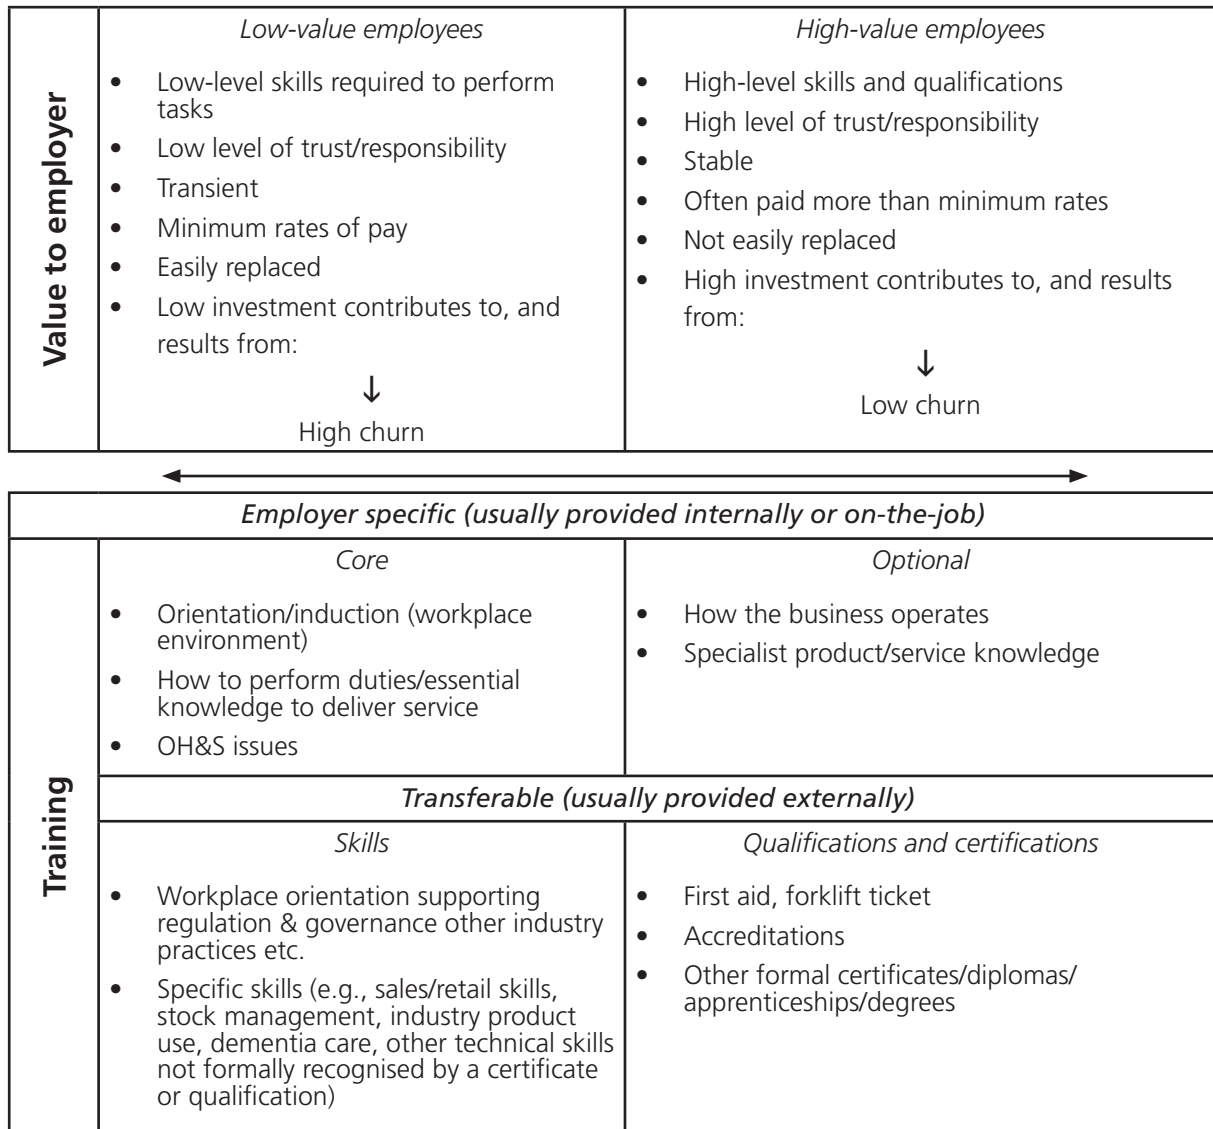 Value to employer
Low-value employees
• Low-level skills required to perform
tasks
• Low level of trust/responsibility
• Transient
• Minimum rates of pay
• Easily replaced
• Low investment contributes to, and
results from:
↓
High churn
High-value employees
• High-level skills and qualifications
• High level of trust/responsibility
• Stable
• Often paid more than minimum rates
• Not easily replaced
• High investment contributes to, and results
from:
↓
Low churn
Training
Employer specific (usually provided internally or on-the-job)
Core
• Orientation/induction (workplace
environment)
• How to perform duties/essential
knowledge to deliver service
• OH&S issues
Optional
• How the business operates
• Specialist product/service knowledge
Transferable (usually provided externally)
Skills
• Workplace orientation supporting
regulation & governance other industry
practices etc.
• Specific skills (e.g., sales/retail skills,
stock management, industry product
use, dementia care, other technical skills
not formally recognised by a certificate
or qualification)
Qualifications and certifications
• First aid, forklift ticket
• Accreditations
• Other formal certificates/diplomas/
apprenticeships/degrees